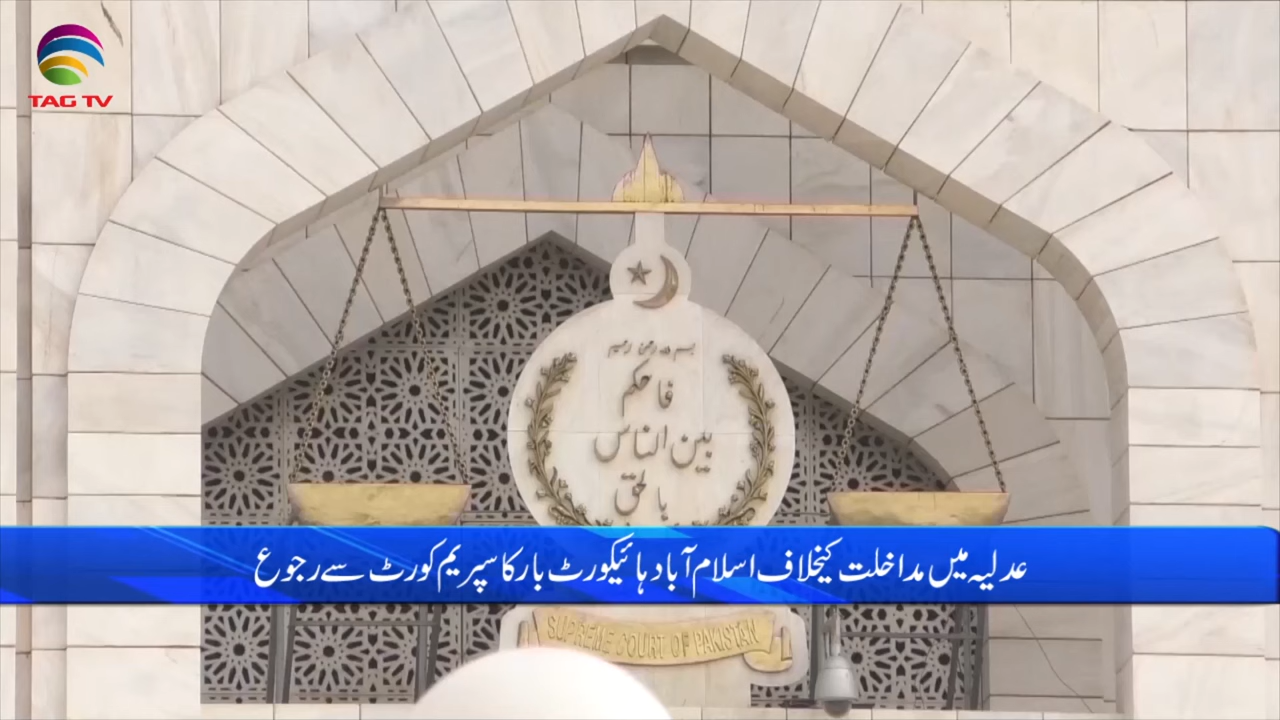 TAG TV
بسم اللہ الرحمن الرحیم
فاحکم
بین الناس
بالحق
عدلیہ میں مداخلت کیخلاف اسلام آباد ہائیکورٹ بار کا سپریم کورٹ سے رجوع
SUPREME COURT OF PAKISTAN